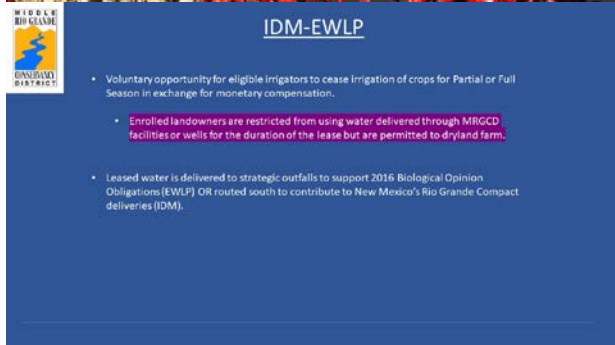 MIDDLE
RIO GRANDE
CONSERVANCY
DISTRICT
IDM-EWLP
• Voluntary opportunity for eligible irrigators to cease irrigation of crops for Partial or Full
Season in exchange for monetary compensation.
• Enrolled landowners are restricted from using water delivered through MRGCD
facilities or wells for the duration of the lease but are permitted to dryland farm.
• Leased water is delivered to strategic outfalls to support 2016 Biological Opinion
Obligations (EWLP) OR routed south to contribute to New Mexico's Rio Grande Compact
deliveries (IDM).